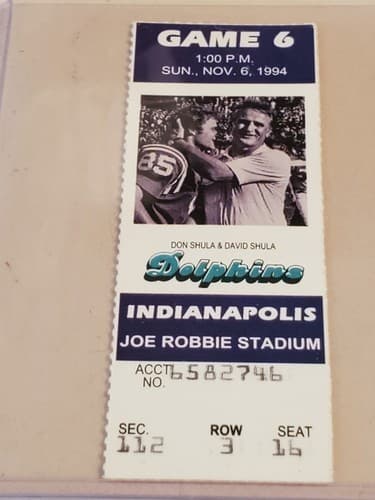 GAME 6
1:00 P.M.
SUN., NOV. 6, 1994
85
DON SHULA & DAVID SHULA
Dolphins
INDIANAPOLIS
JOE ROBBIE STADIUM
ACCT. NO. 6582746
SEC. ROW SEAT
112 3 16